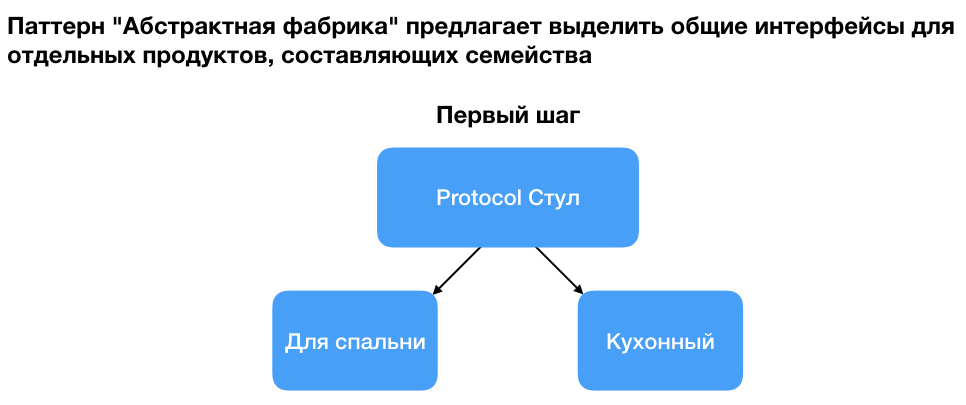 Паттерн "Абстрактная фабрика" предлагает выделить общие интерфейсы для
отдельных продуктов, составляющих семейства
Первый шаг
Protocol Стул
Для спальни
Кухонный